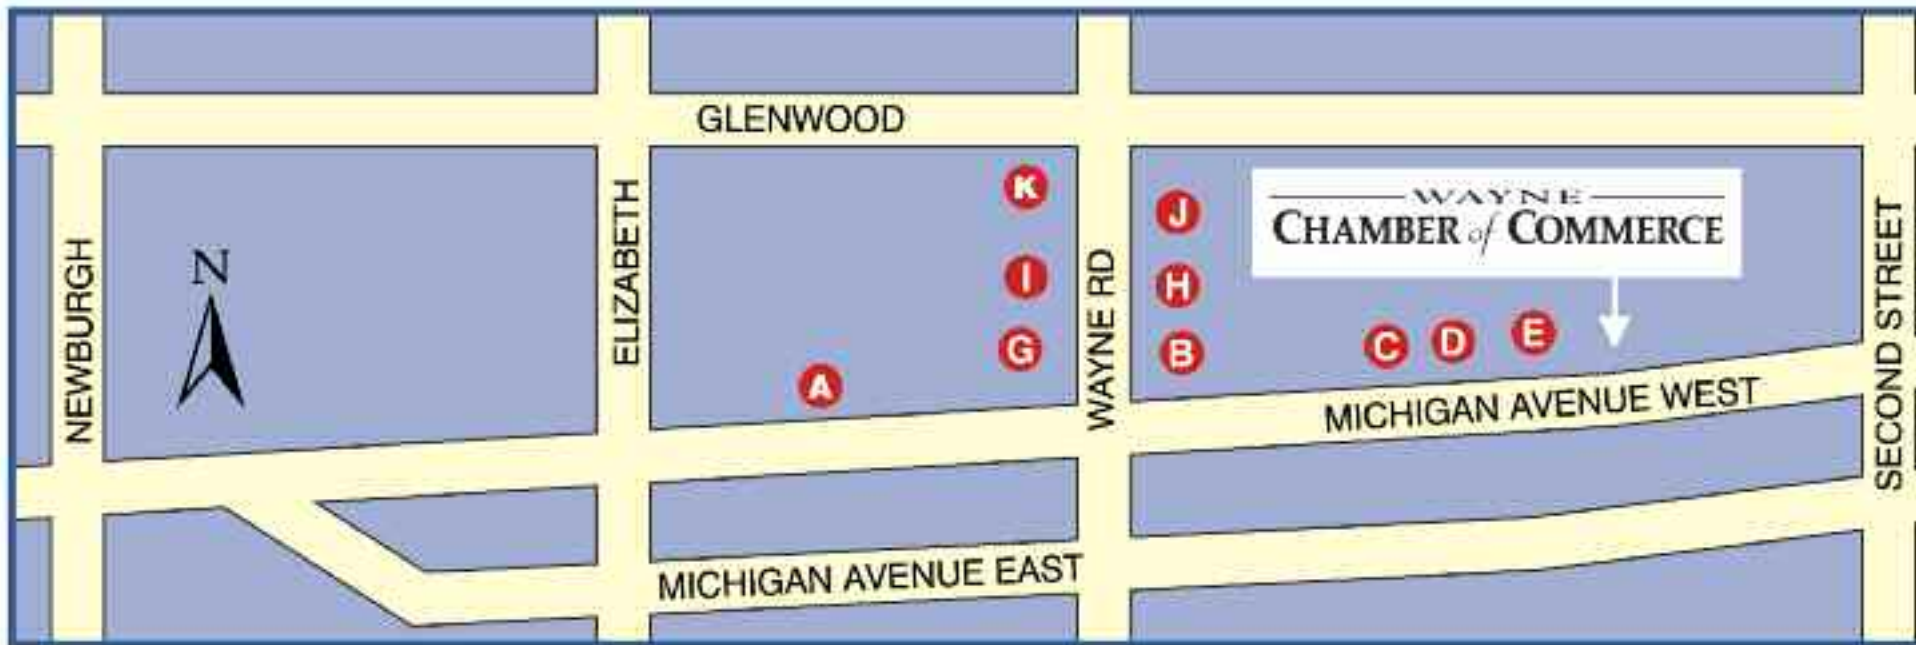 GLENWOOD
K
J
WAYNE
CHAMBER of COMMERCE
N
NEWBURGH
ELIZABETH
I
WAYNE RD
H
SECOND STREET
G
B
C
D
E
A
MICHIGAN AVENUE WEST
MICHIGAN AVENUE EAST